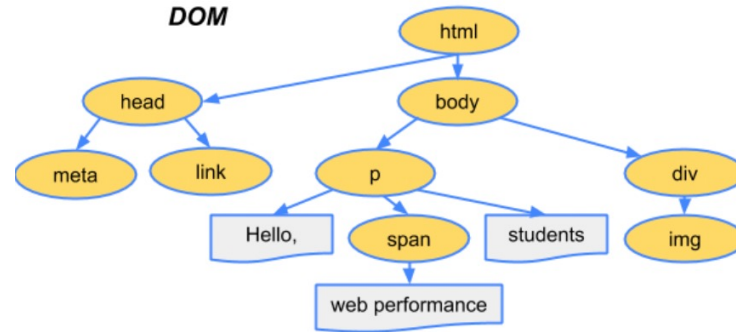 DOM
html
head
body
meta
link
p
div
Hello,
span
students
img
web performance